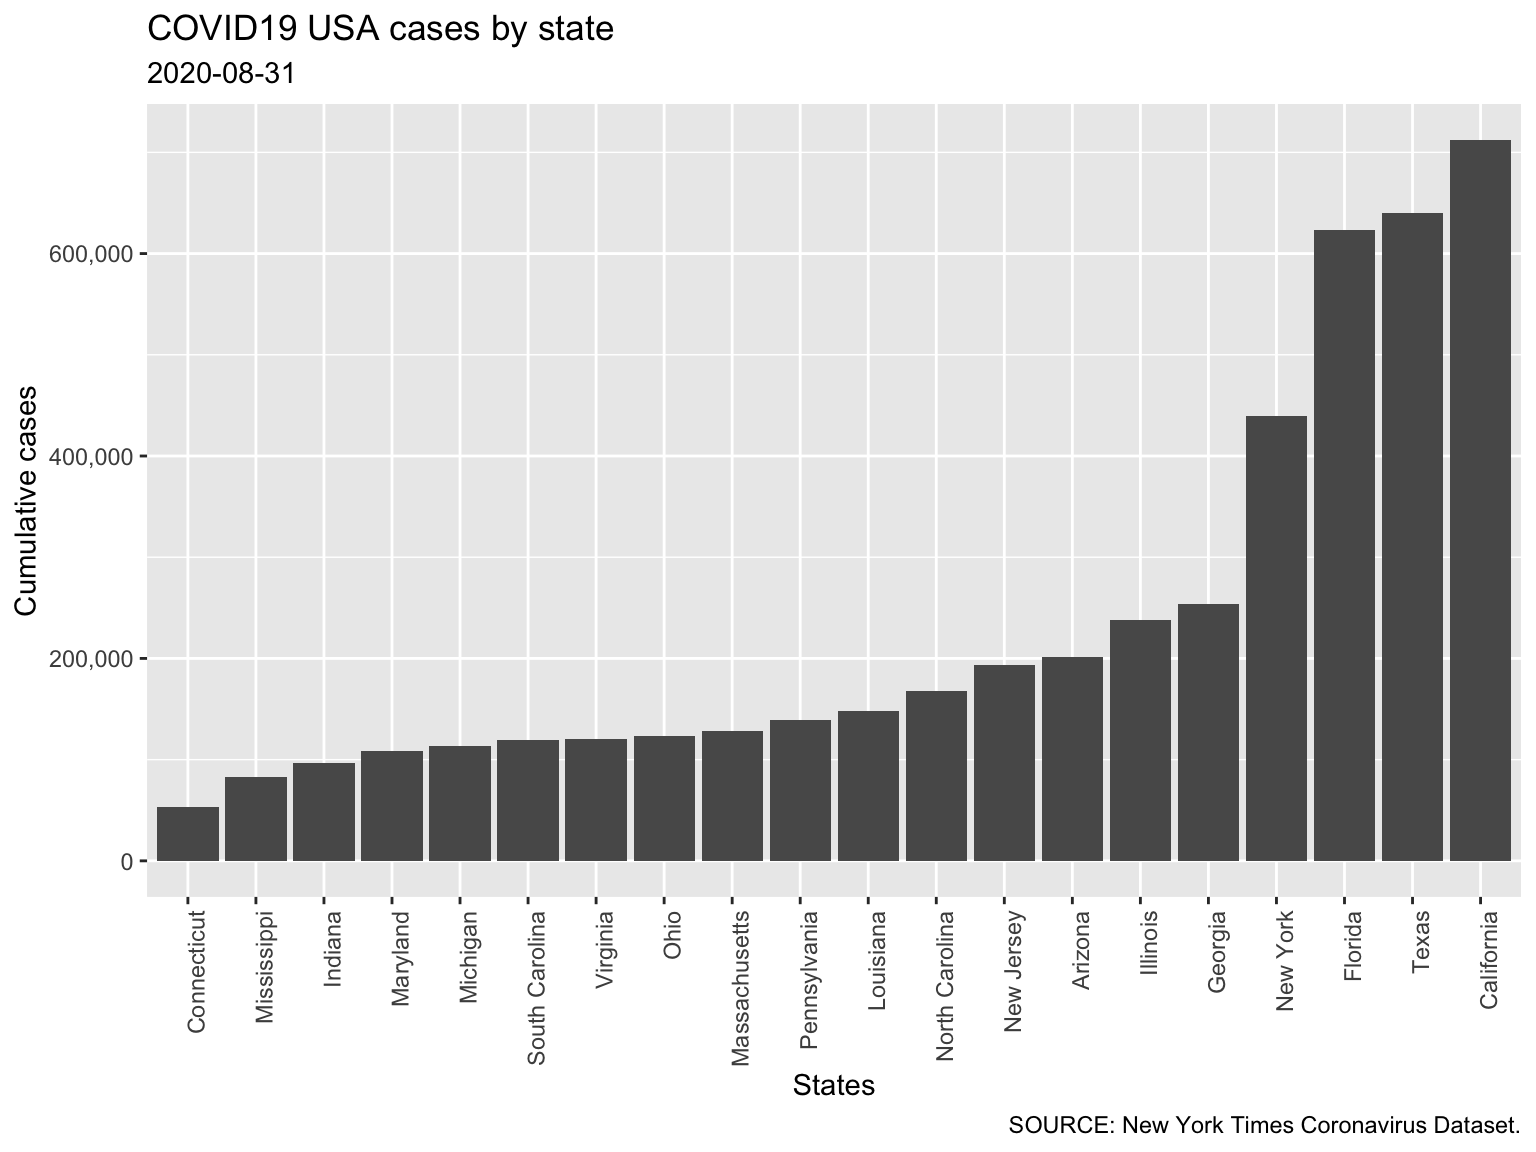 COVID19 USA cases by state
2020-08-31
Cumulative cases
600,000
400,000
200,000
0
Connecticut
Mississippi
Indiana
Maryland
Michigan
South Carolina
Virginia
Ohio
Massachusetts
Pennsylvania
Louisiana
North Carolina
New Jersey
Arizona
Illinois
Georgia
New York
Florida
Texas
California
States
SOURCE: New York Times Coronavirus Dataset.